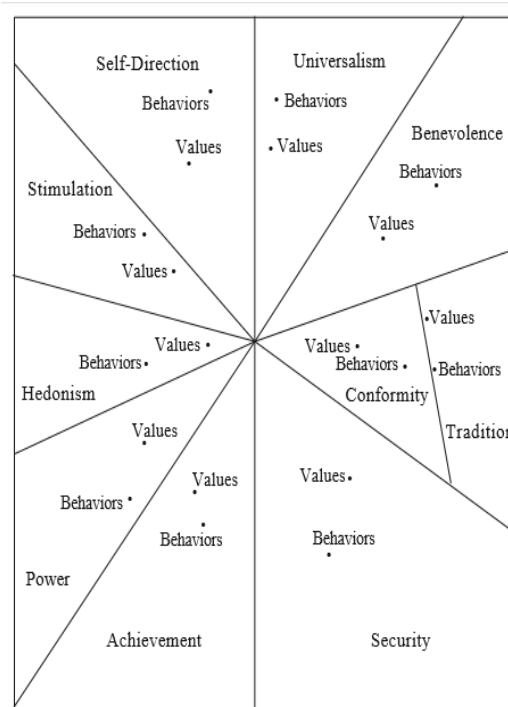 Self-Direction
Universalism
Behaviors
Behaviors
Values
Values
Benevolence
Behaviors
Values
Stimulation
Behaviors
Values
Values
Behaviors
Hedonism
Values
Behaviors
Conformity
Values
Behaviors
Tradition
Values
Behaviors
Power
Values
Behaviors
Achievement
Values
Behaviors
Security